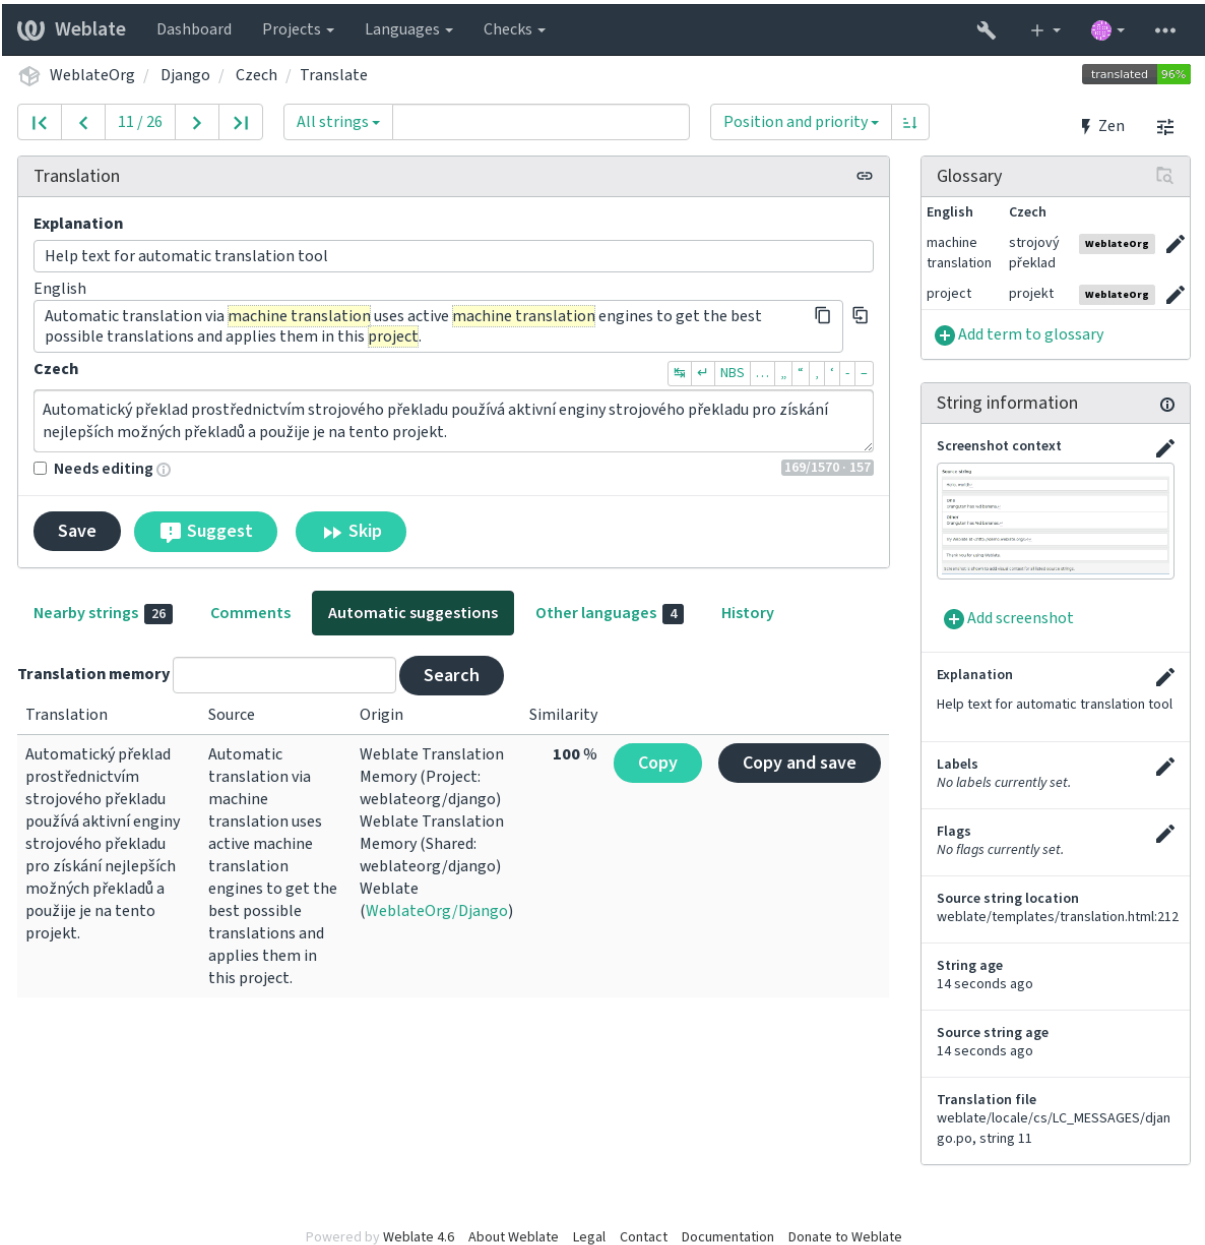 Weblate Dashboard Projects Languages Checks
WeblateOrg / Django / Czech / Translate
translated 96%
11 / 26 All strings Position and priority
Zen
Translation
Explanation
Help text for automatic translation tool
English
Automatic translation via machine translation uses active machine translation engines to get the best
possible translations and applies them in this project.
Czech
NBS … „ “ ‚ ‘ - –
Automatický překlad prostřednictvím strojového překladu používá aktivní enginy strojového překladu pro získání
nejlepších možných překladů a použije je na tento projekt.
Needs editing
169/1570 · 157
Save Suggest Skip
Nearby strings 26 Comments Automatic suggestions Other languages 4 History
Translation memory Search
Translation Source Origin Similarity
Automatický překlad
prostřednictvím
strojového překladu
používá aktivní enginy
strojového překladu
pro získání nejlepších
možných překladů a
použije je na tento
projekt.
Automatic
translation via
machine
translation uses
active machine
translation
engines to get the
best possible
translations and
applies them in
this project.
Weblate Translation
Memory (Project:
weblateorg/django)
Weblate Translation
Memory (Shared:
weblateorg/django)
Weblate
(WeblateOrg/Django)
100 %
Copy Copy and save
Glossary
English Czech
machine
translation
strojový
překlad
WeblateOrg
project projekt WeblateOrg
Add term to glossary
String information
Screenshot context
Add screenshot
Explanation
Help text for automatic translation tool
Labels
No labels currently set.
Flags
No flags currently set.
Source string location
weblate/templates/translation.html:212
String age
14 seconds ago
Source string age
14 seconds ago
Translation file
weblate/locale/cs/LC_MESSAGES/djan
go.po, string 11
Powered by Weblate 4.6 About Weblate Legal Contact Documentation Donate to Weblate